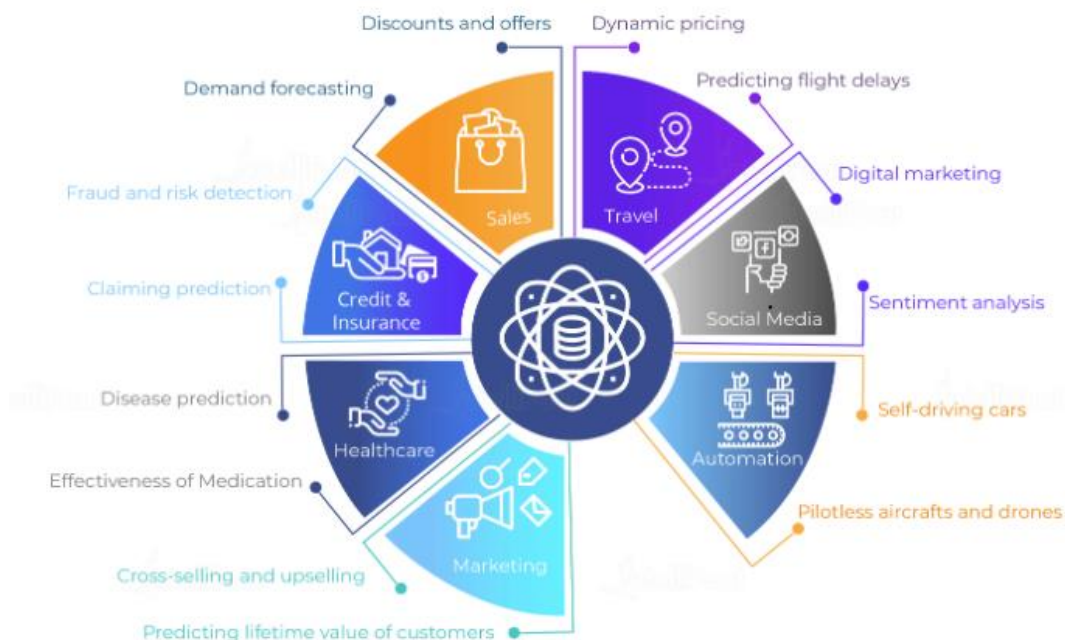 Discounts and offers
Dynamic pricing
Demand forecasting
Predicting flight delays
Fraud and risk detection
Digital marketing
Sales
Travel
Claiming prediction
Credit &
Insurance
Social Media
Sentiment analysis
Disease prediction
Healthcare
Automation
Self-driving cars
Effectiveness of Medication
Marketing
Pilotless aircrafts and drones
Cross-selling and upselling
Predicting lifetime value of customers